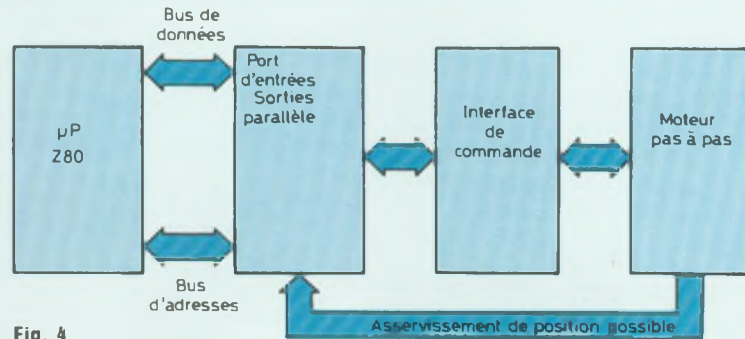 Bus de
données
µP
Z80
Port
d'entrées
Sorties
parallèle
Interface
de
commande
Moteur
pas à pas
Bus
d'adresses
Asservissement de position possible
Fig. 4